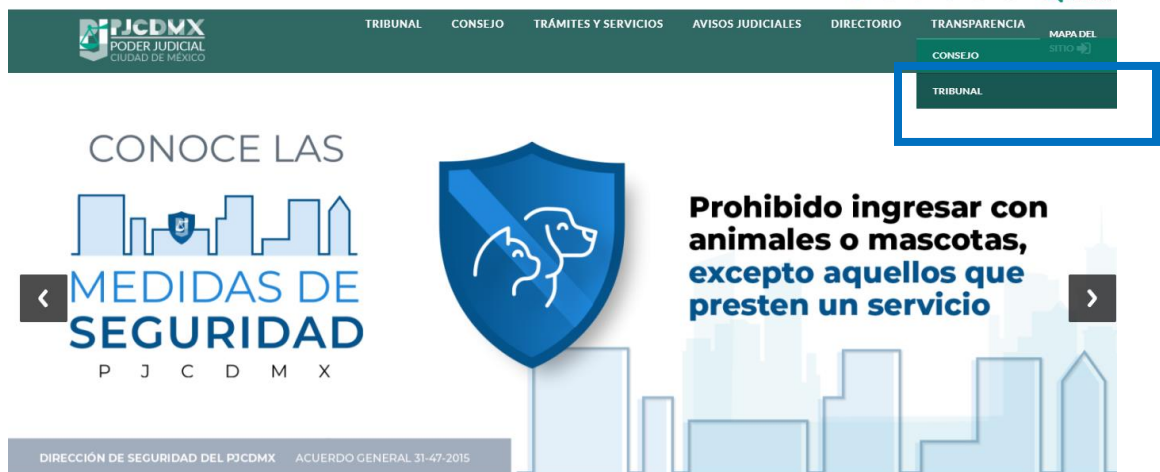 PJCDMX
PODER JUDICIAL
CIUDAD DE MÉXICO
TRIBUNAL
CONSEJO
TRÁMITES Y SERVICIOS
AVISOS JUDICIALES
DIRECTORIO
TRANSPARENCIA
MAPA DEL
SITIO
CONSEJO
TRIBUNAL
CONOCE LAS
MEDIDAS DE
SEGURIDAD
P J C D M X
Prohibido ingresar con
animales o mascotas,
excepto aquellos que
presten un servicio
DIRECCIÓN DE SEGURIDAD DEL PJCDMX ACUERDO GENERAL 31-47-2015